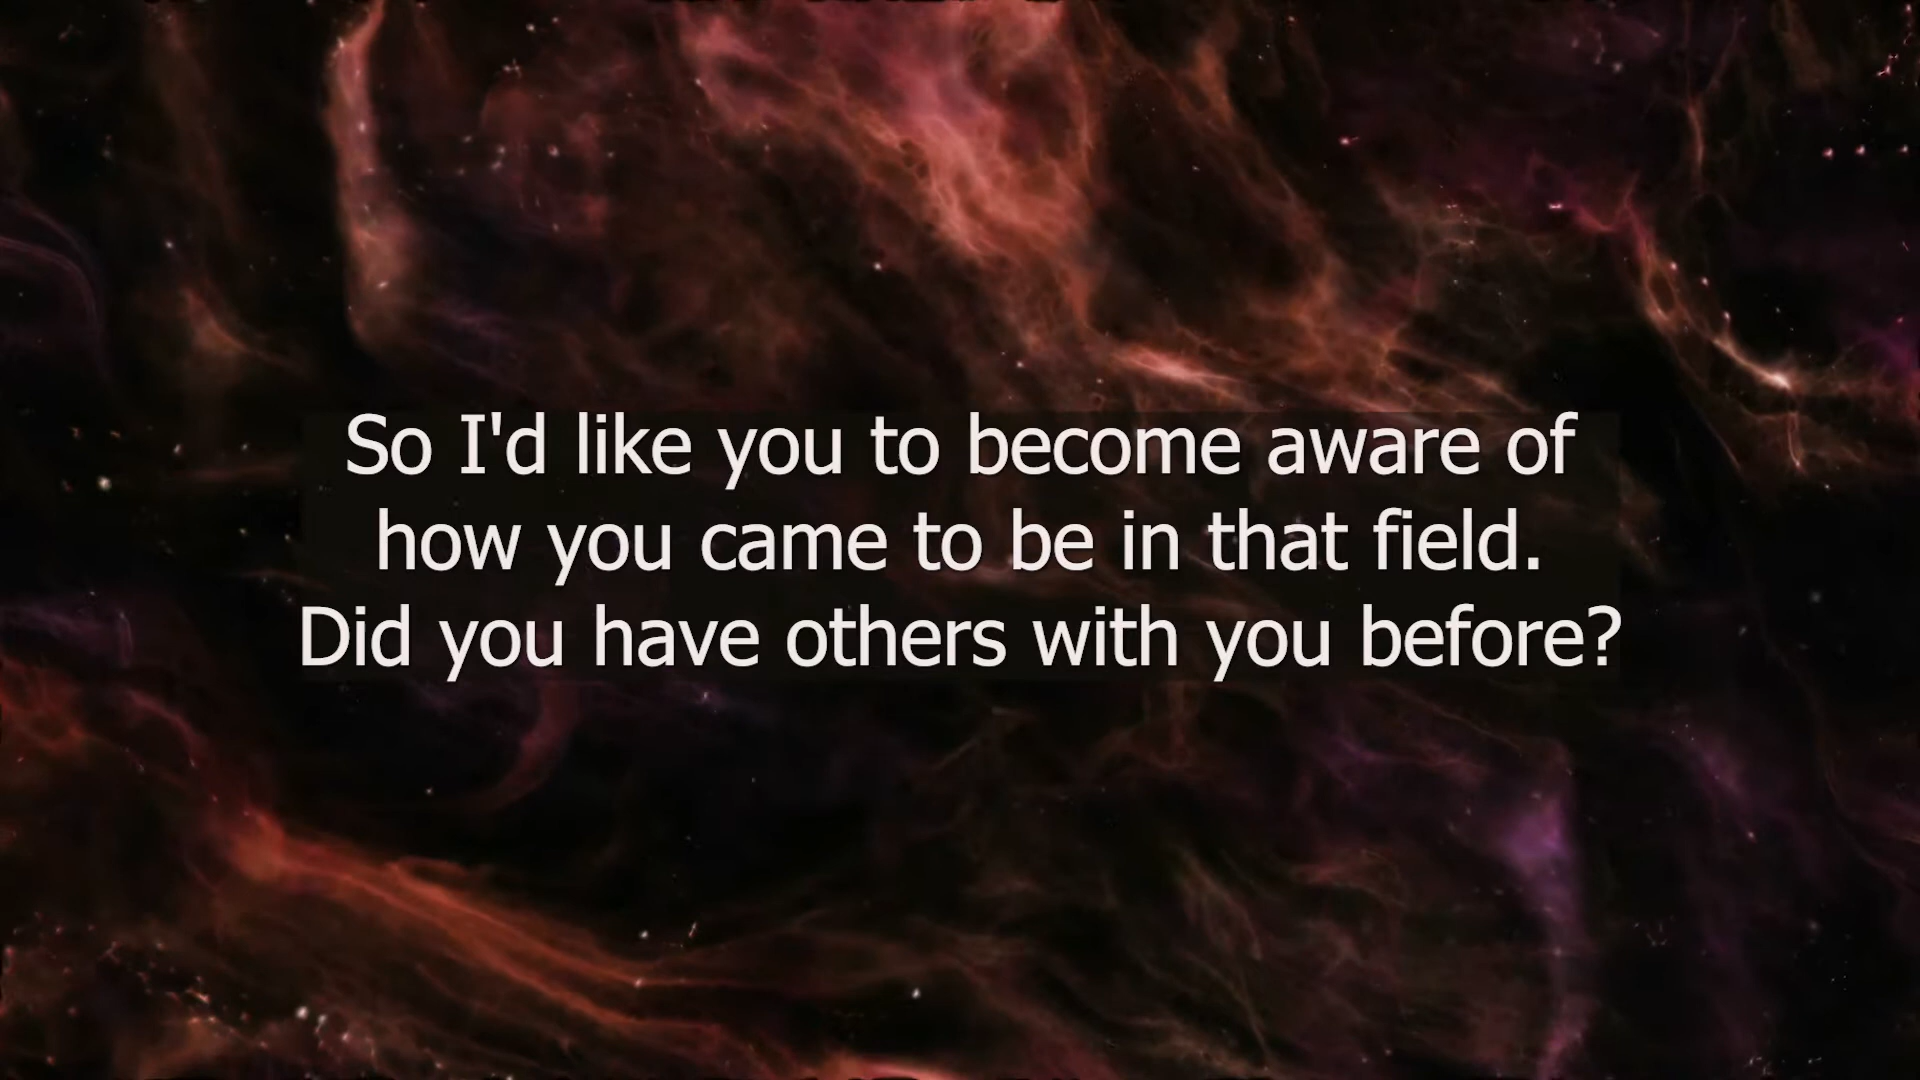 So I'd like you to become aware of
how you came to be in that field.
Did you have others with you before?